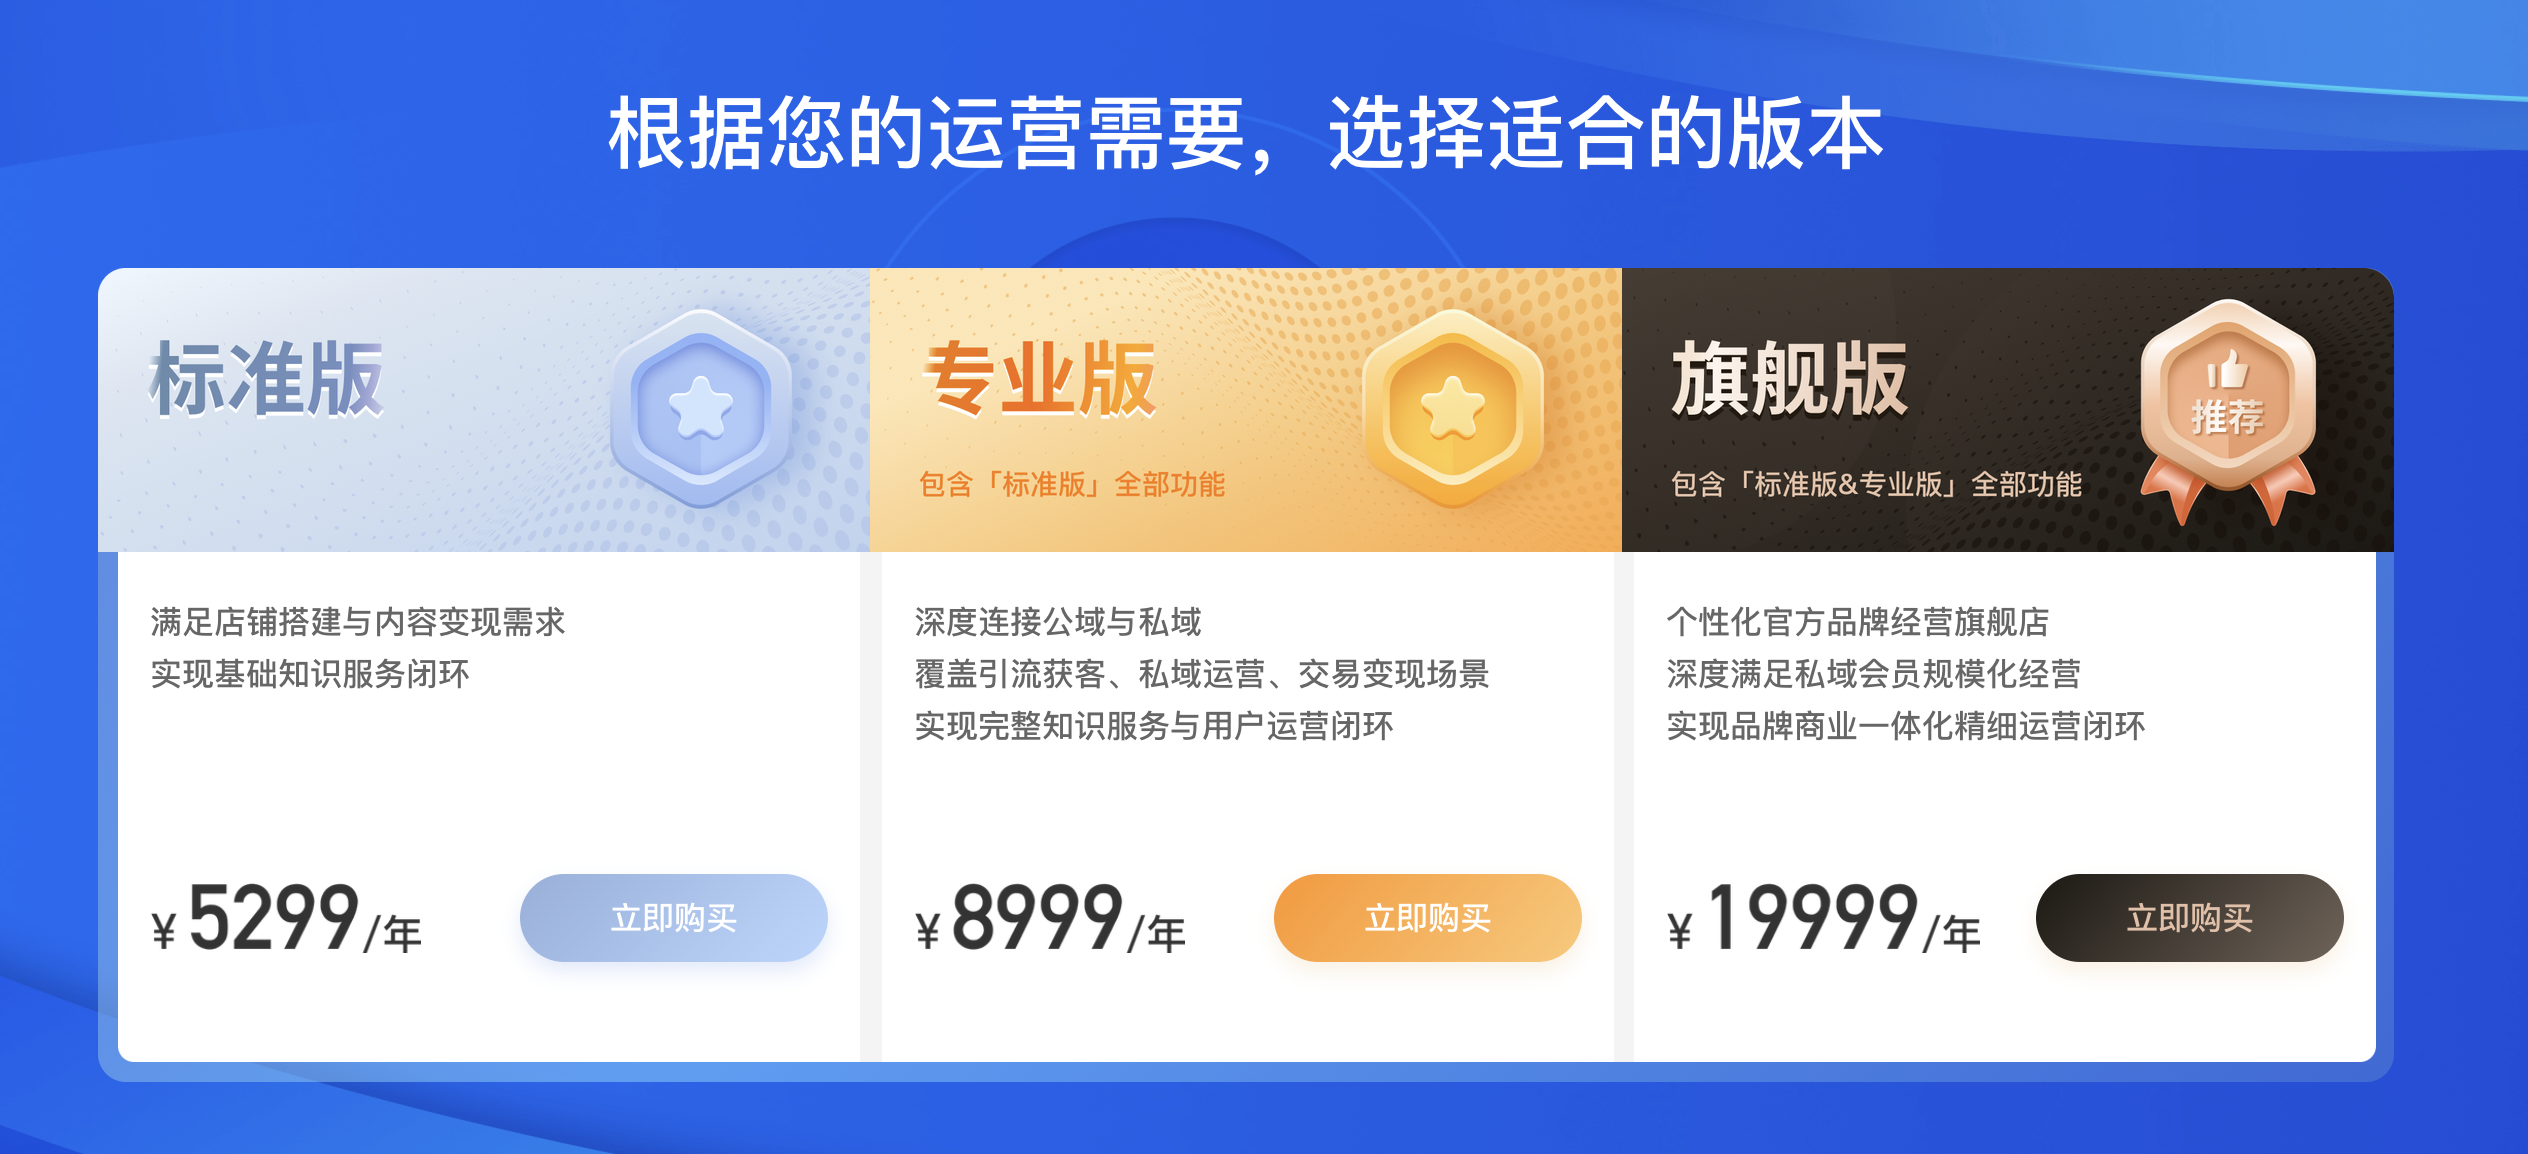 根据您的运营需要，选择适合的版本
标准版
满足店铺搭建与内容变现需求
实现基础知识服务闭环
¥ 5299/年
立即购买
专业版
包含「标准版」全部功能
深度连接公域与私域
覆盖引流获客、私域运营、交易变现场景
实现完整知识服务与用户运营闭环
¥ 8999/年
立即购买
旗舰版
包含「标准版&专业版」全部功能
推荐
个性化官方品牌经营旗舰店
深度满足私域会员规模化经营
实现品牌商业一体化精细运营闭环
¥ 19999/年
立即购买